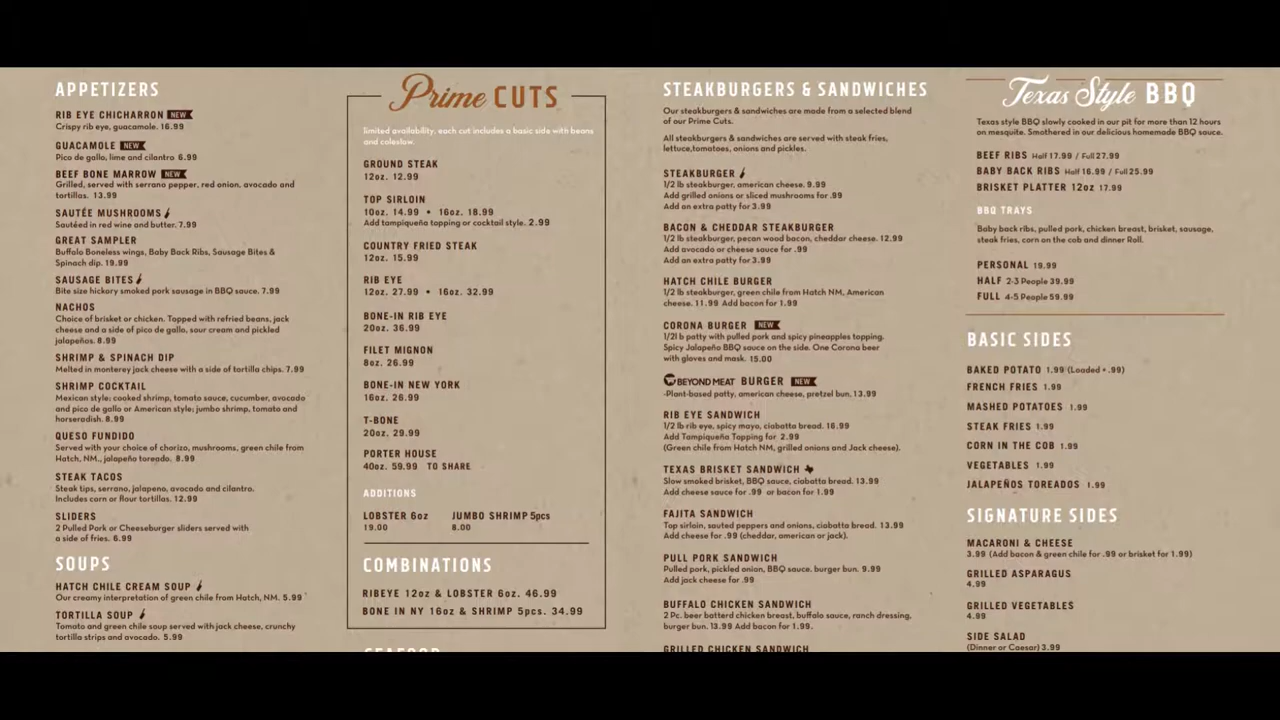 APPETIZERS
RIB EYE CHICHARRON NEW
Crispy rib eye, guacamole. 16.99
GUACAMOLE NEW
Pico de gallo, lime and cilantro 6.99
BEEF BONE MARROW NEW
Grilled, served with serrano pepper, red onion, avocado and
tortillas. 13.99
SAUTÉE MUSHROOMS
Sautéed in red wine and butter. 7.99
GREAT SAMPLER
Buffalo Boneless wings, Baby Back Ribs, Sausage Bites &
Spinach dip. 19.99
SAUSAGE BITES
Bite size hickory smoked pork sausage in BBQ sauce. 7.99
NACHOS
Choice of brisket or chicken. Topped with refried beans, jack
cheese and a side of pico de gallo, sour cream and pickled
jalapeños. 8.99
SHRIMP & SPINACH DIP
Melted in monterey jack cheese with a side of tortilla chips. 7.99
SHRIMP COCKTAIL
Mexican style; cooked shrimp, tomato sauce, cucumber, avocado
and pico de gallo or American style; jumbo shrimp, tomato and
horseradish. 8.99
QUESO FUNDIDO
Served with your choice of chorizo, mushrooms, green chile from
Hatch, NM., jalapeño toreado. 8.99
STEAK TACOS
Steak tips, serrano, jalapeno, avocado and cilantro.
Includes corn or flour tortillas. 12.99
SLIDERS
2 Pulled Pork or Cheeseburger sliders served with
a side of fries. 6.99
SOUPS
HATCH CHILE CREAM SOUP
Our creamy interpretation of green chile from Hatch, NM. 5.99
TORTILLA SOUP
Tomato and green chile soup served with jack cheese, crunchy
tortilla strips and avocado. 5.99
Prime CUTS
limited availability, each cut includes a basic side with beans
and coleslaw.
GROUND STEAK
12oz. 12.99
TOP SIRLOIN
10oz. 14.99 • 16oz. 18.99
Add tampiqueña topping or cocktail style. 2.99
COUNTRY FRIED STEAK
12oz. 15.99
RIB EYE
12oz. 27.99 • 16oz. 32.99
BONE-IN RIB EYE
20oz. 36.99
FILET MIGNON
8oz. 26.99
BONE-IN NEW YORK
16oz. 26.99
T-BONE
20oz. 29.99
PORTER HOUSE
40oz. 59.99 TO SHARE
ADDITIONS
LOBSTER 6oz JUMBO SHRIMP 5pcs
19.00 8.00
COMBINATIONS
RIBEYE 12oz & LOBSTER 6oz. 46.99
BONE IN NY 16oz & SHRIMP 5pcs. 34.99
SEAFOOD
STEAKBURGERS & SANDWICHES
Our steakburgers & sandwiches are made from a selected blend
of our Prime Cuts.
All steakburgers & sandwiches are served with steak fries,
lettuce,tomatoes, onions and pickles.
STEAKBURGER
1/2 lb steakburger, american cheese. 9.99
Add grilled onions or sliced mushrooms for .99
Add an extra patty for 3.99
BACON & CHEDDAR STEAKBURGER
1/2 lb steakburger, pecan wood bacon, cheddar cheese. 12.99
Add avocado or cheese sauce for .99
Add an extra patty for 3.99
HATCH CHILE BURGER
1/2 lb steakburger, green chile from Hatch NM, American
cheese. 11.99 Add bacon for 1.99
CORONA BURGER NEW
1/2l b patty with pulled pork and spicy pineapples topping.
Spicy Jalapeño BBQ sauce on the side. One Corona beer
with gloves and mask. 15.00
BEYOND MEAT BURGER NEW
-Plant-based patty, american cheese, pretzel bun. 13.99
RIB EYE SANDWICH
1/2 lb rib eye, spicy mayo, ciabatta bread. 16.99
Add Tampiqueña Topping for 2.99
(Green chile from Hatch NM., grilled onions and Jack cheese).
TEXAS BRISKET SANDWICH
Slow smoked brisket, BBQ sauce, ciabatta bread. 13.99
Add cheese sauce for .99 or bacon for 1.99
FAJITA SANDWICH
Top sirloin, sauted peppers and onions, ciabatta bread. 13.99
Add cheese for .99 (cheddar, american or jack).
PULL PORK SANDWICH
Pulled pork, pickled onion, BBQ sauce. burger bun. 9.99
Add jack cheese for .99
BUFFALO CHICKEN SANDWICH
2 Pc. beer batterd chicken breast, buffalo sauce, ranch dressing,
burger bun. 13.99 Add bacon for 1.99.
GRILLED CHICKEN SANDWICH
Texas Style BBQ
Texas style BBQ slowly cooked in our pit for more than 12 hours
on mesquite. Smothered in our delicious homemade BBQ sauce.
BEEF RIBS Half 17.99 / Full 27.99
BABY BACK RIBS Half 16.99 / Full 25.99
BRISKET PLATTER 12oz 17.99
BBQ TRAYS
Baby back ribs, pulled pork, chicken breast, brisket, sausage,
steak fries, corn on the cob and dinner Roll.
PERSONAL 19.99
HALF 2-3 People 39.99
FULL 4-5 People 59.99
BASIC SIDES
BAKED POTATO 1.99 (Loaded + .99)
FRENCH FRIES 1.99
MASHED POTATOES 1.99
STEAK FRIES 1.99
CORN IN THE COB 1.99
VEGETABLES 1.99
JALAPEÑOS TOREADOS 1.99
SIGNATURE SIDES
MACARONI & CHEESE
3.99 (Add bacon & green chile for .99 or brisket for 1.99)
GRILLED ASPARAGUS
4.99
GRILLED VEGETABLES
4.99
SIDE SALAD
(Dinner or Caesar) 3.99